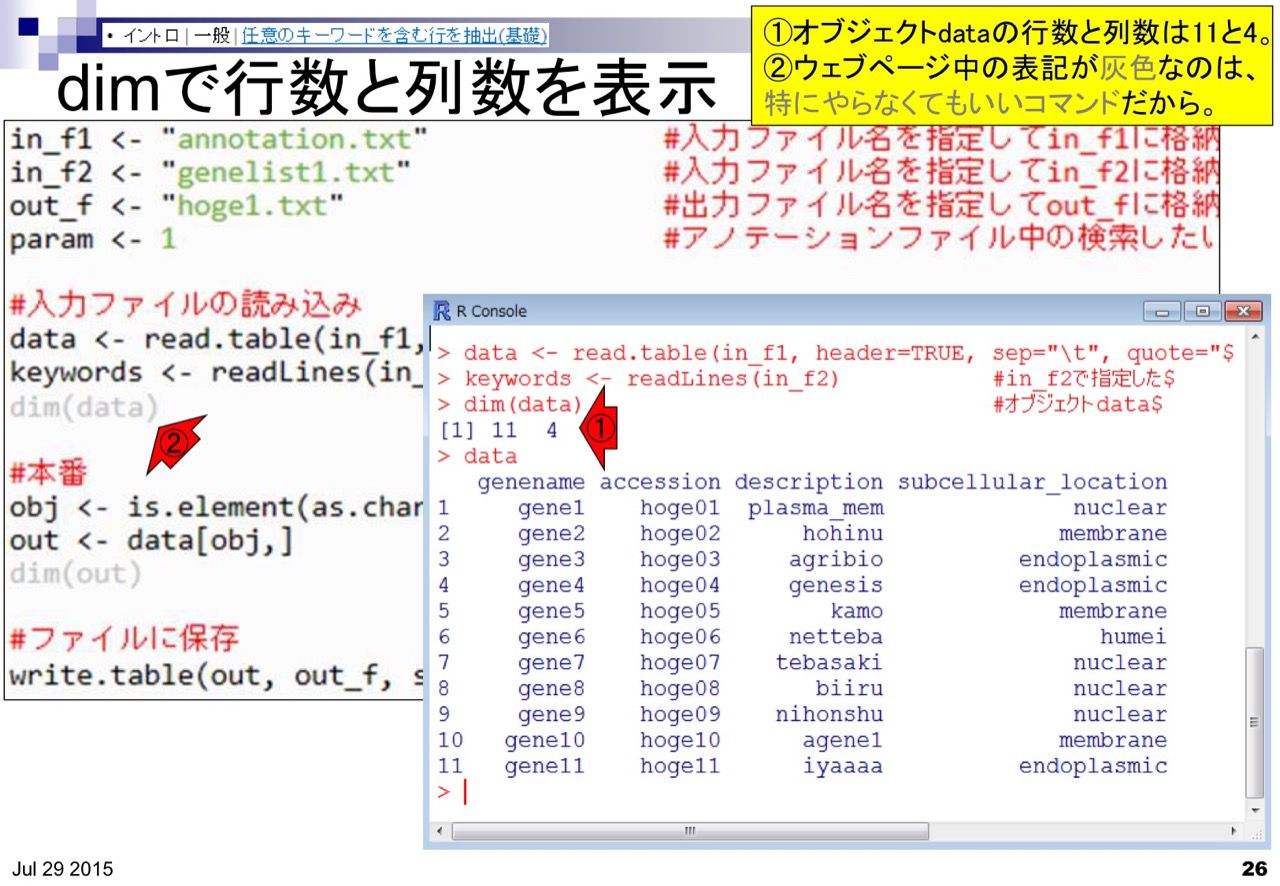 • イントロ | 一般 | 任意のキーワードを含む行を抽出(基礎)
dimで行数と列数を表示
①オブジェクトdataの行数と列数は11と4。
②ウェブページ中の表記が灰色なのは、
特にやらなくてもいいコマンドだから。
in_f1 <- "annotation.txt" #入力ファイル名を指定してin_f1に格納
in_f2 <- "genelist1.txt" #入力ファイル名を指定してin_f2に格納
out_f <- "hoge1.txt" #出力ファイル名を指定してout_fに格納
param <- 1 #アノテーションファイル中の検索したい
#入力ファイルの読み込み
data <- read.table(in_f1,
keywords <- readLines(in_
dim(data)
②
#本番
obj <- is.element(as.char
out <- data[obj,]
dim(out)
#ファイルに保存
write.table(out, out_f, s
R Console
> data <- read.table(in_f1, header=TRUE, sep="\t", quote="$
> keywords <- readLines(in_f2) #in_f2で指定した$
> dim(data) #オブジェクトdata$
[1] 11 4
①
> data
genename accession description subcellular_location
1 gene1 hoge01 plasma_mem nuclear
2 gene2 hoge02 hohinu membrane
3 gene3 hoge03 agribio endoplasmic
4 gene4 hoge04 genesis endoplasmic
5 gene5 hoge05 kamo membrane
6 gene6 hoge06 netteba humei
7 gene7 hoge07 tebasaki nuclear
8 gene8 hoge08 biiru nuclear
9 gene9 hoge09 nihonshu nuclear
10 gene10 hoge10 agene1 membrane
11 gene11 hoge11 iyaaaa endoplasmic
>
Jul 29 2015
26